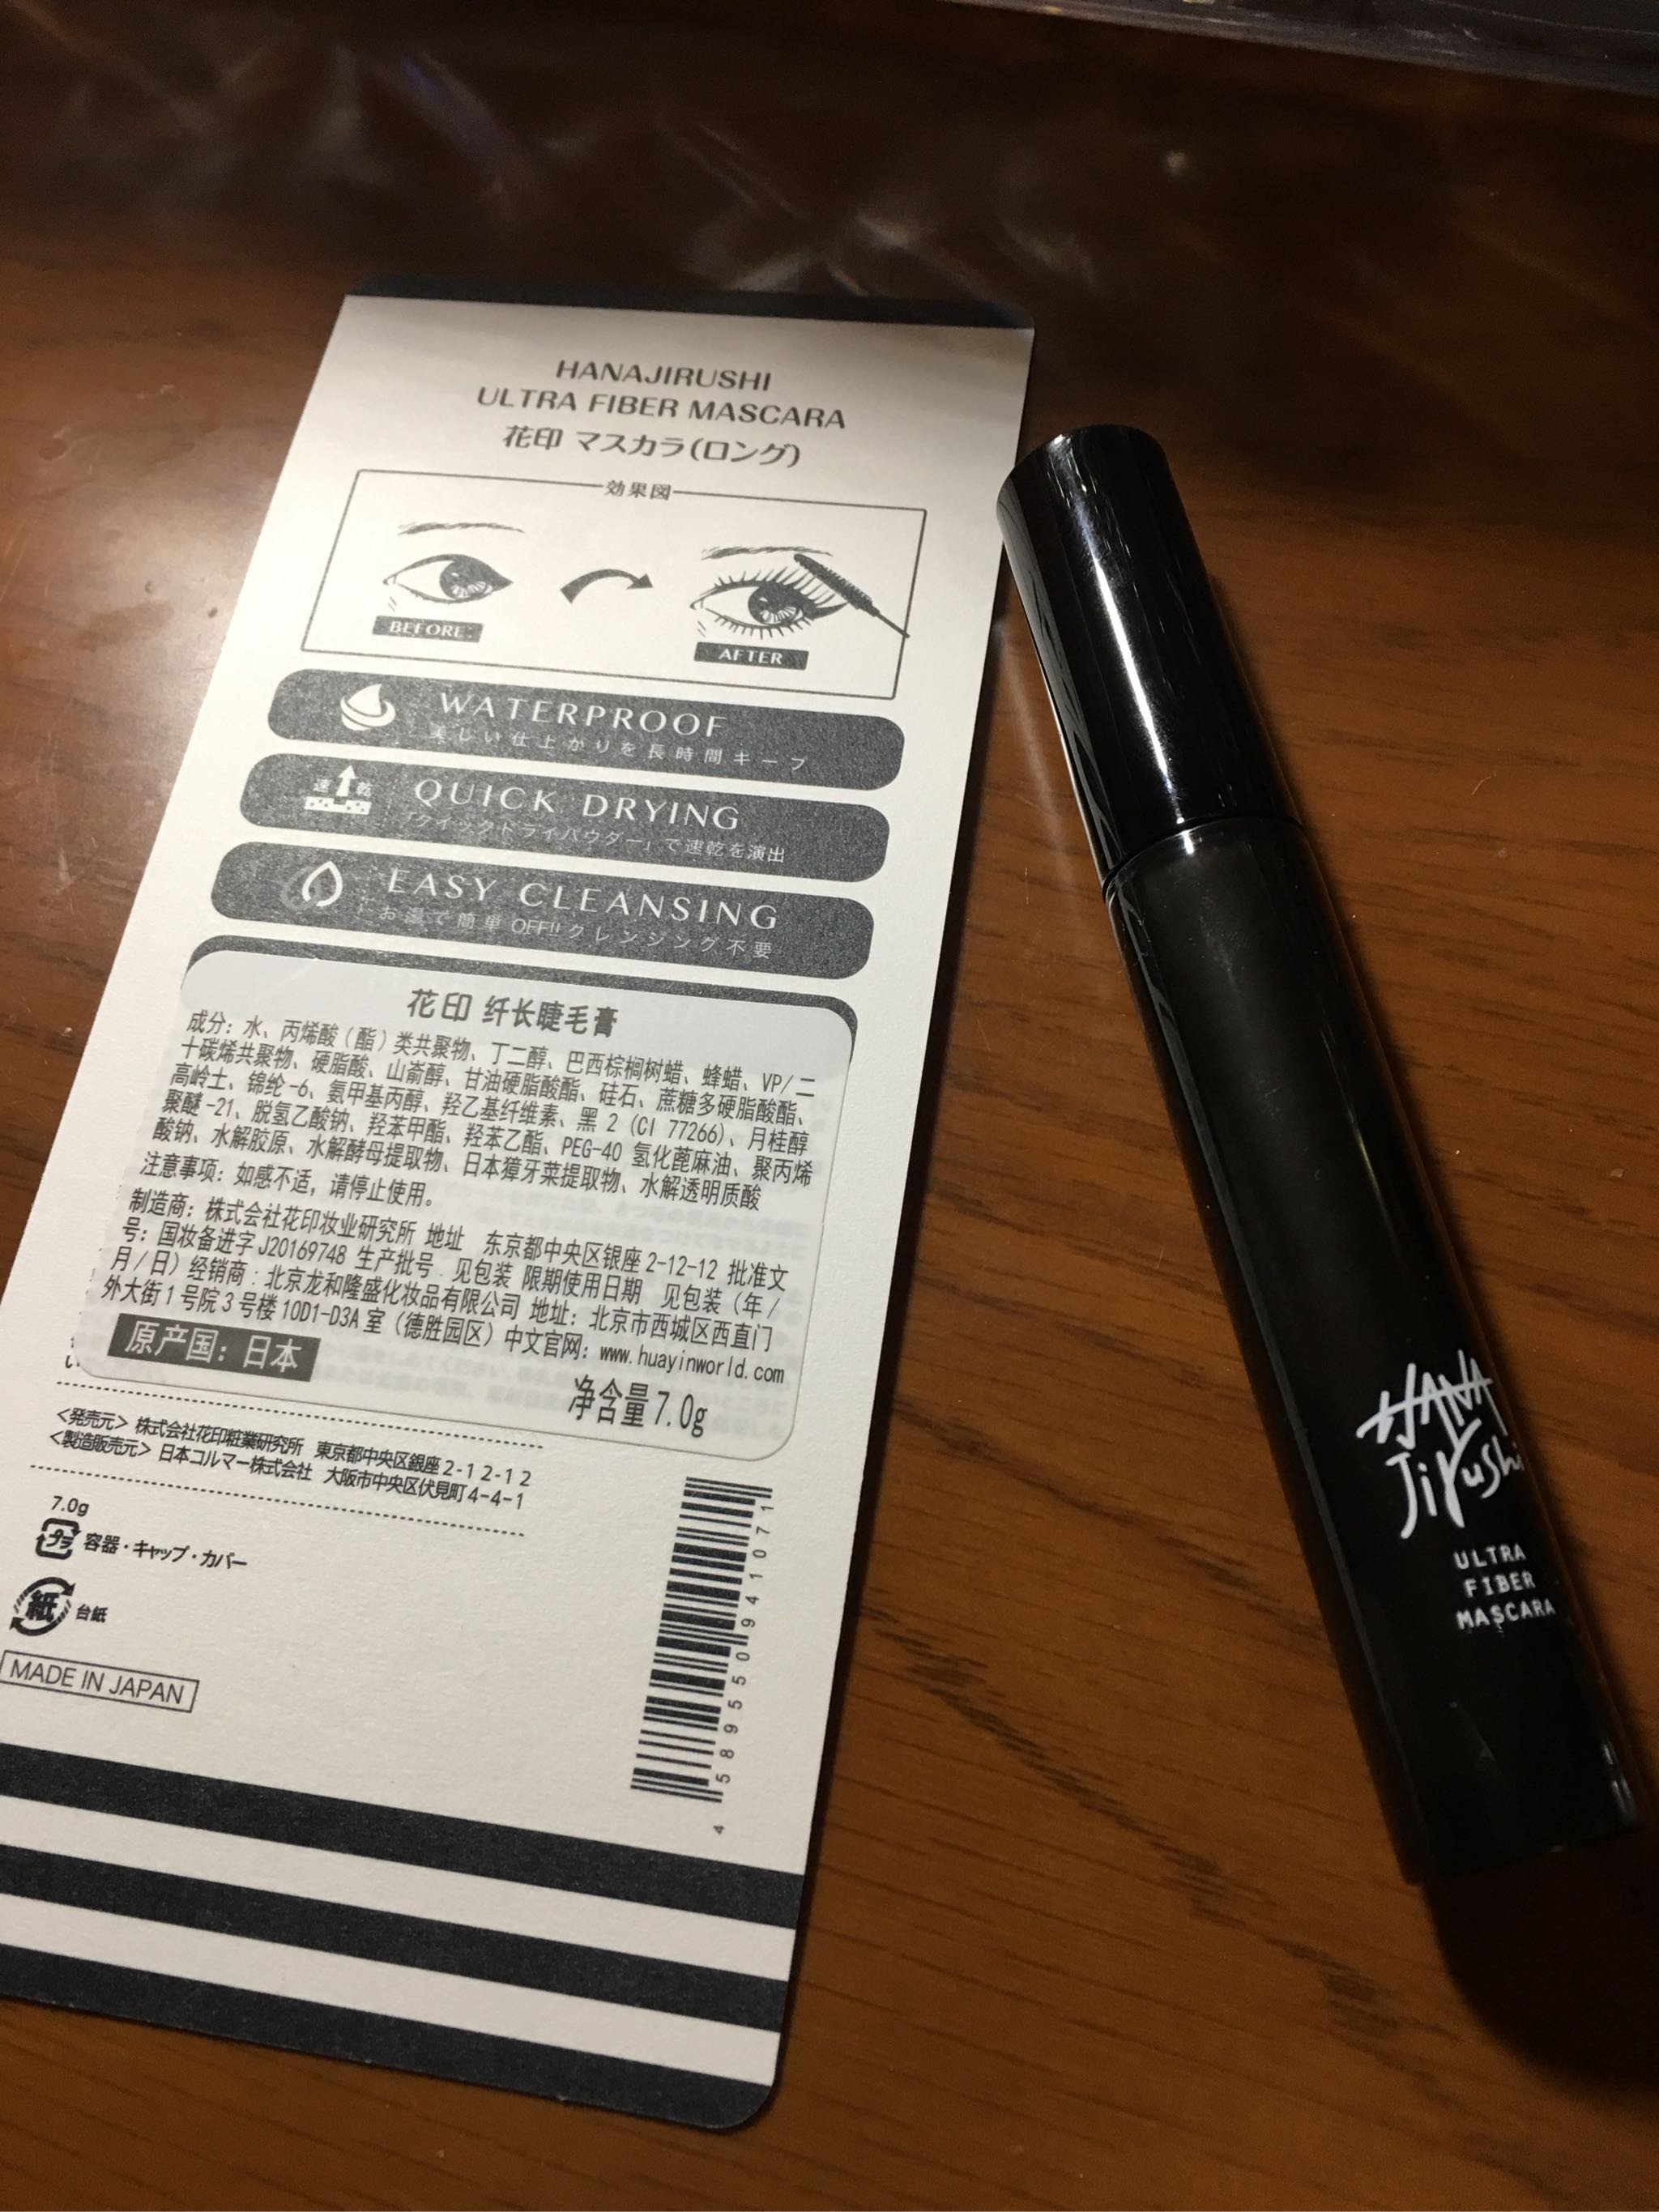 HANAJIRUSHI
ULTRA FIBER MASCARA
花印 マスカラ(ロング)
効果図
BEFORE
AFTER
WATERPROOF
美しい仕上がりを長時間キープ
速 乾
QUICK DRYING
「クイックドライパウダー」で速乾を演出
EASY CLEANSING
お湯で簡単OFF!! クレンジング不要
花印 纤长睫毛膏
成分：水、丙烯酸（酯）类共聚物、丁二醇、巴西棕榈树蜡、蜂蜡、VP/二
十碳烯共聚物、硬脂酸、山嵛醇、甘油硬脂酸酯、硅石、蔗糖多硬脂酸酯、
高岭土、锦纶-6、氨甲基丙醇、羟乙基纤维素、黑 2 (CI 77266)、月桂醇
聚醚-21、脱氢乙酸钠、羟苯甲酯、羟苯乙酯、PEG-40 氢化蓖麻油、聚丙烯
酸钠、水解胶原、水解酵母提取物、日本獐牙菜提取物、水解透明质酸
注意事项：如感不适，请停止使用。
制造商：株式会社花印妆业研究所 地址 东京都中央区银座 2-12-12 批准文
号：国妆备进字 J20169748 生产批号 见包装 限期使用日期 见包装（年/
月/日）经销商：北京龙和隆盛化妆品有限公司 地址：北京市西城区西直门
外大街 1 号院 3 号楼 10D1-D3A 室（德胜园区）中文官网：www.huayinworld.com
原产国：日本
净含量 7.0g
<発売元> 株式会社花印粧業研究所 東京都中央区銀座 2-12-12
<製造販売元> 日本コルマー株式会社 大阪市中央区伏見町 4-4-1
7.0g
プラ 容器・キャップ・カバー
紙 台紙
MADE IN JAPAN
4 589550 941071
HANA
Jirushi
ULTRA
FIBER
MASCARA